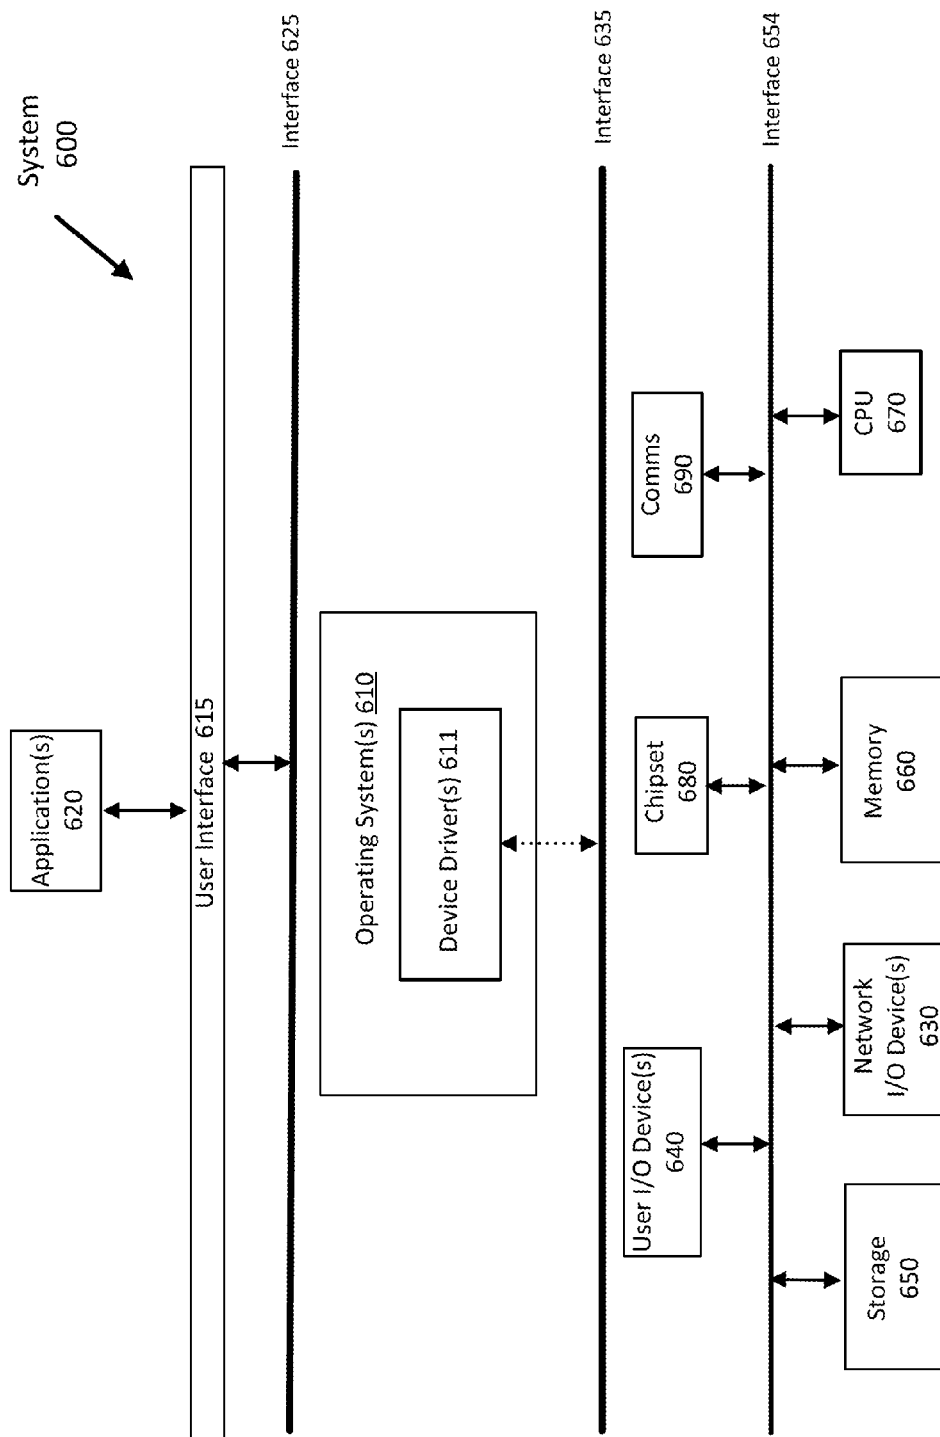 System
600
Application(s)
620
User Interface 615
Interface 625
Operating System(s) 610
Device Driver(s) 611
Interface 635
User I/O Device(s)
640
Chipset
680
Comms
690
Interface 654
Storage
650
Network
I/O Device(s)
630
Memory
660
CPU
670